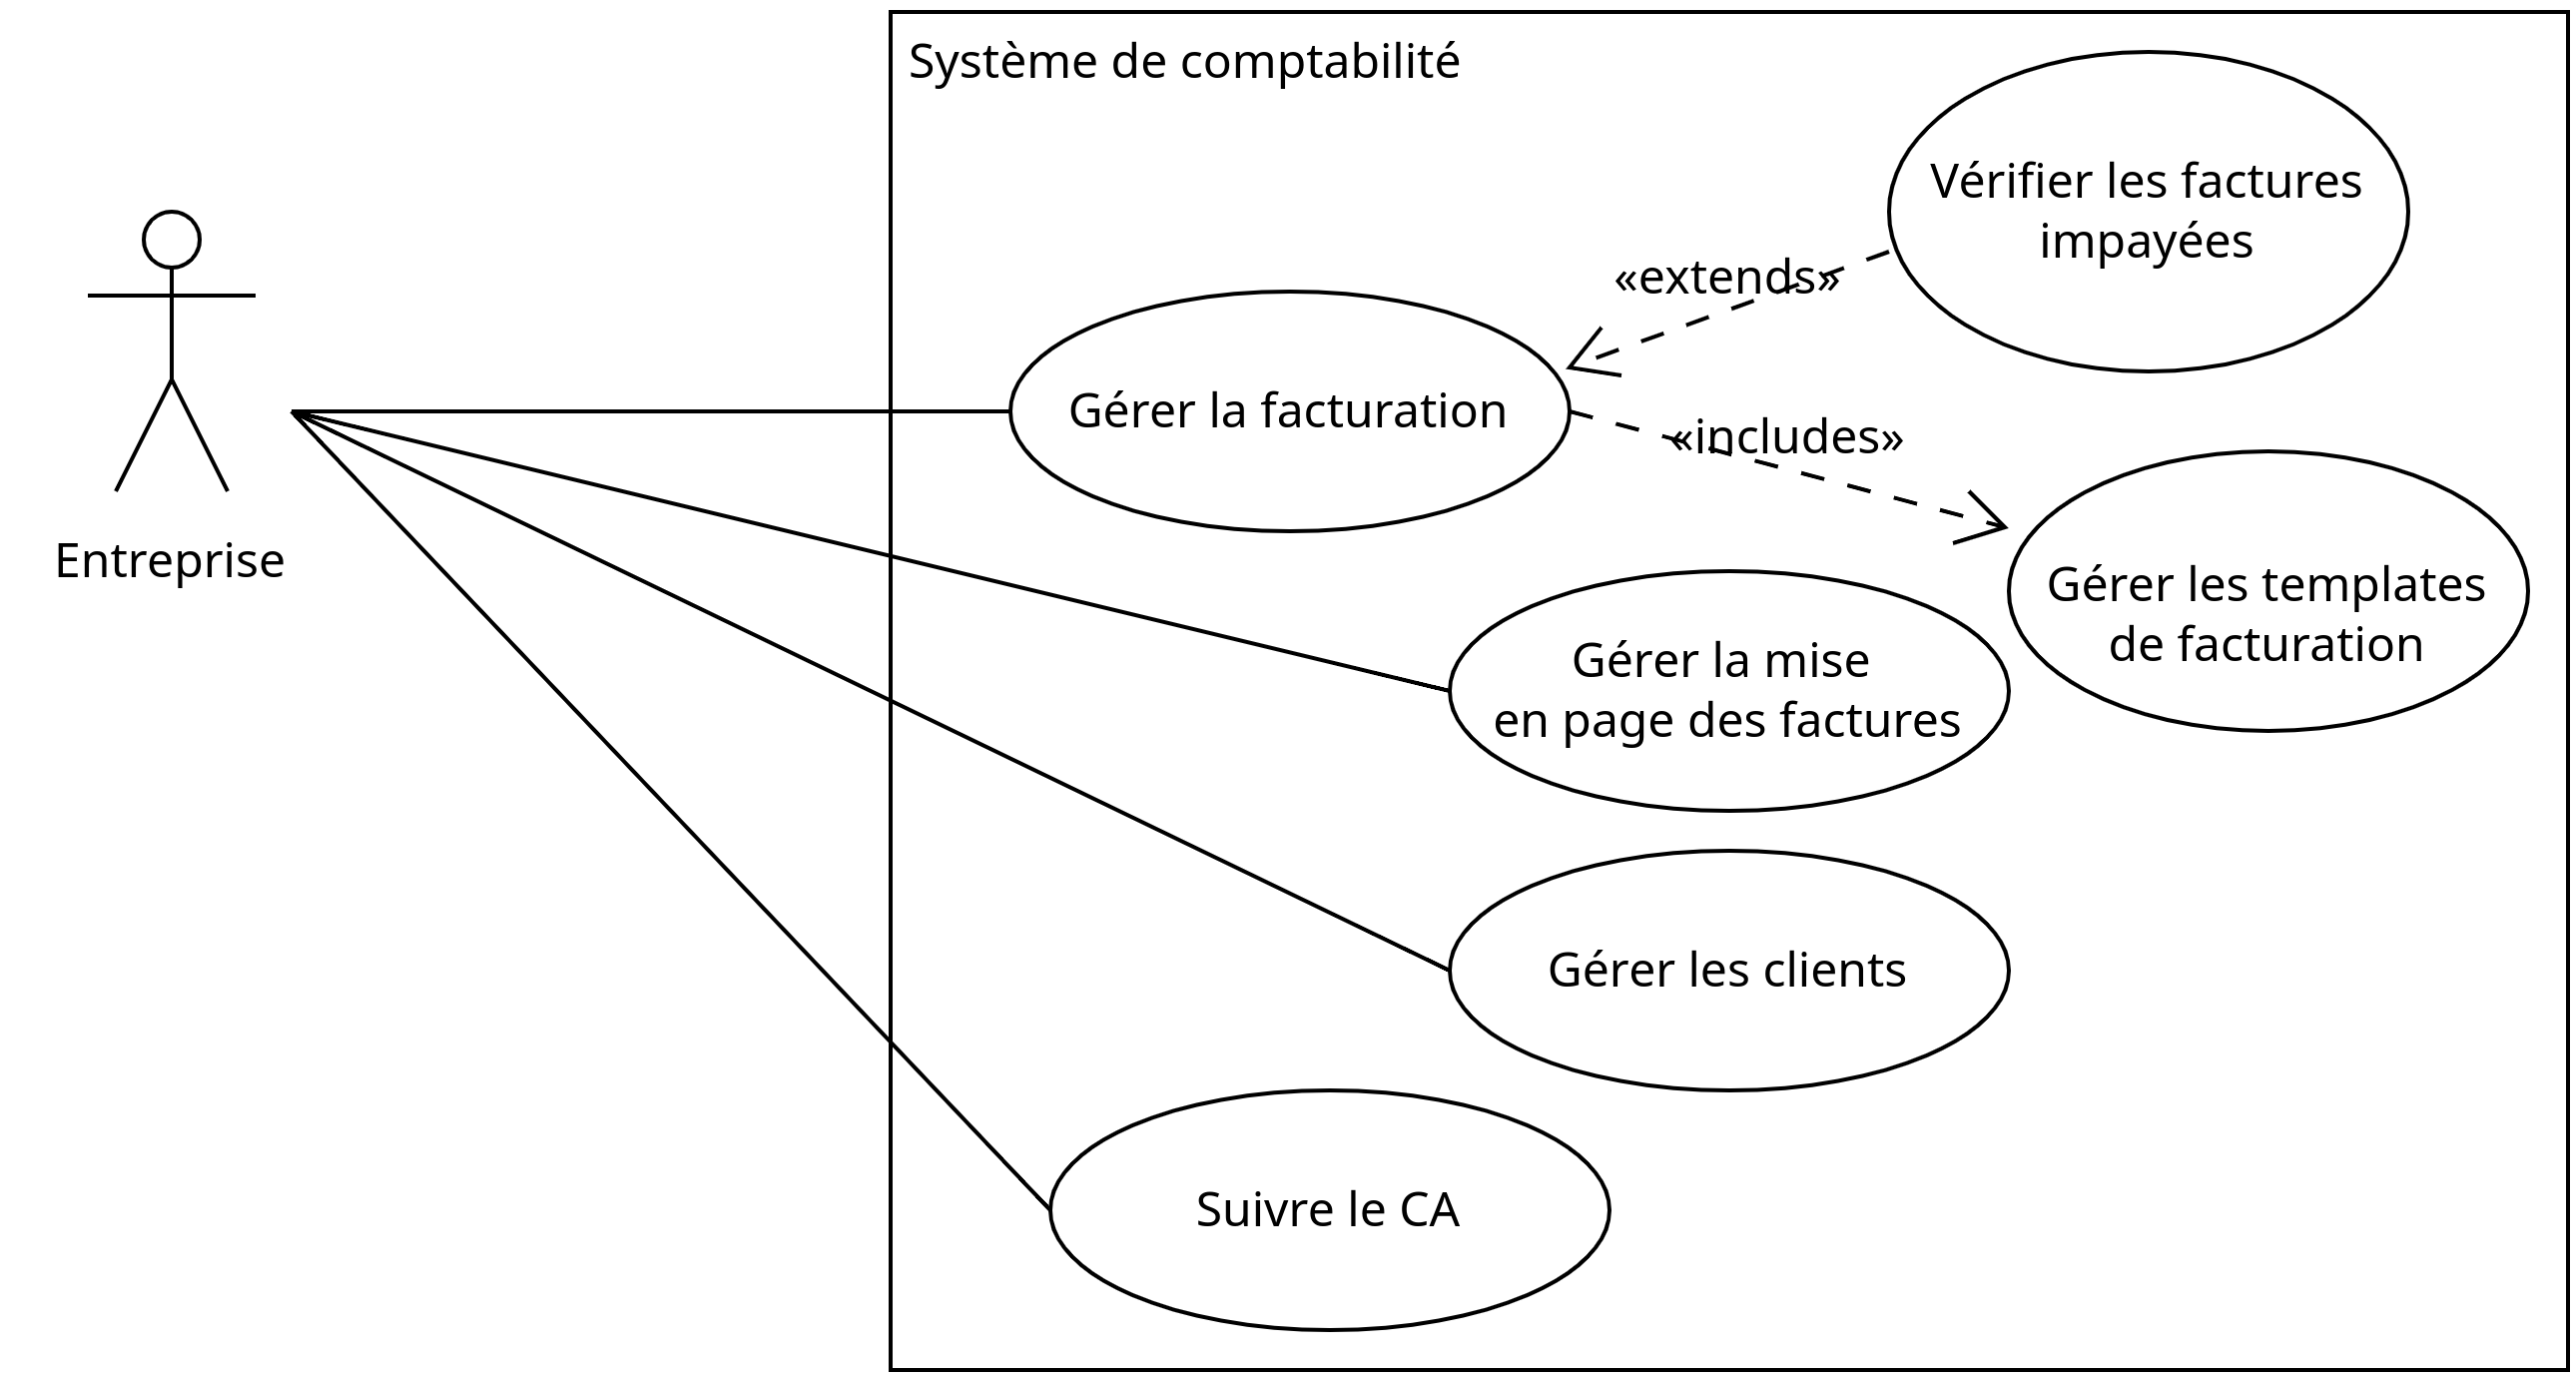 Système de comptabilité
Vérifier les factures
impayées
«extends»
Gérer la facturation
«includes»
Entreprise
Gérer les templates
de facturation
Gérer la mise
en page des factures
Gérer les clients
Suivre le CA